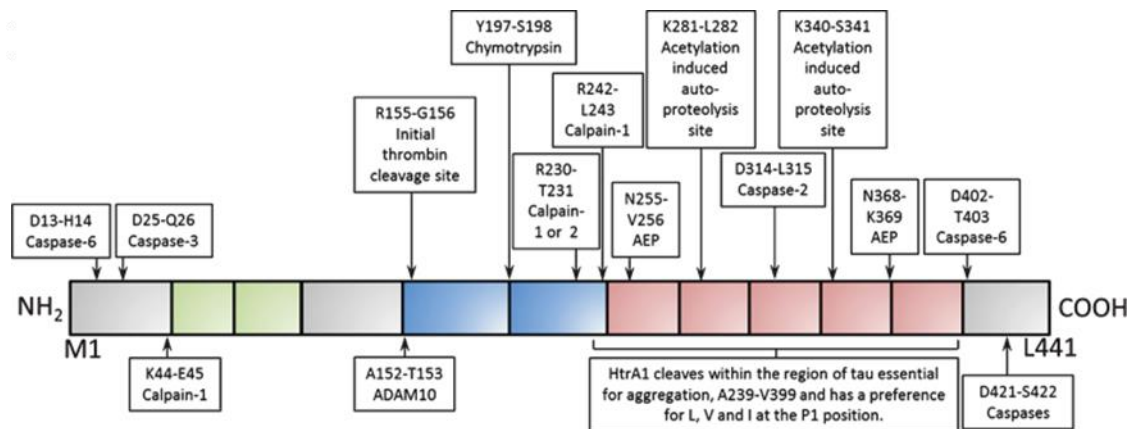 Y197-S198
Chymotrypsin
K281-L282
Acetylation
induced
auto-
proteolysis
site
K340-S341
Acetylation
induced
auto-
proteolysis
site
R242-
L243
Calpain-1
R155-G156
Initial
thrombin
cleavage site
R230-
T231
Calpain-
1 or 2
D314-L315
Caspase-2
N255-
V256
AEP
N368-
K369
AEP
D402-
T403
Caspase-6
D13-H14
Caspase-6
D25-Q26
Caspase-3
NH2
COOH
M1
L441
K44-E45
Calpain-1
A152-T153
ADAM10
HtrA1 cleaves within the region of tau essential
for aggregation, A239-V399 and has a preference
for L, V and I at the P1 position.
D421-S422
Caspases